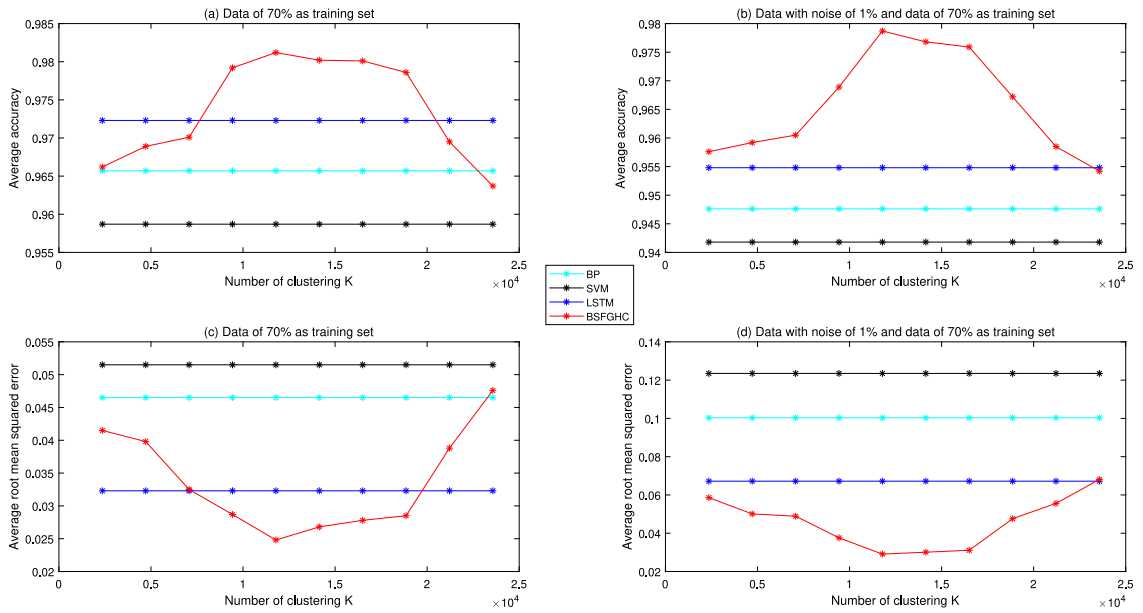 (a) Data of 70% as training set
0.985
0.98
0.975
0.97
0.965
0.96
0.955
Average accuracy
0 0.5 1 1.5 2 2.5
Number of clustering K
×10^4
(b) Data with noise of 1% and data of 70% as training set
0.98
0.975
0.97
0.965
0.96
0.955
0.95
0.945
0.94
Average accuracy
0 0.5 1 1.5 2 2.5
Number of clustering K
×10^4
BP
SVM
LSTM
BSFGHC
(c) Data of 70% as training set
0.055
0.05
0.045
0.04
0.035
0.03
0.025
0.02
Average root mean squared error
0 0.5 1 1.5 2 2.5
Number of clustering K
×10^4
(d) Data with noise of 1% and data of 70% as training set
0.14
0.12
0.1
0.08
0.06
0.04
0.02
Average root mean squared error
0 0.5 1 1.5 2 2.5
Number of clustering K
×10^4